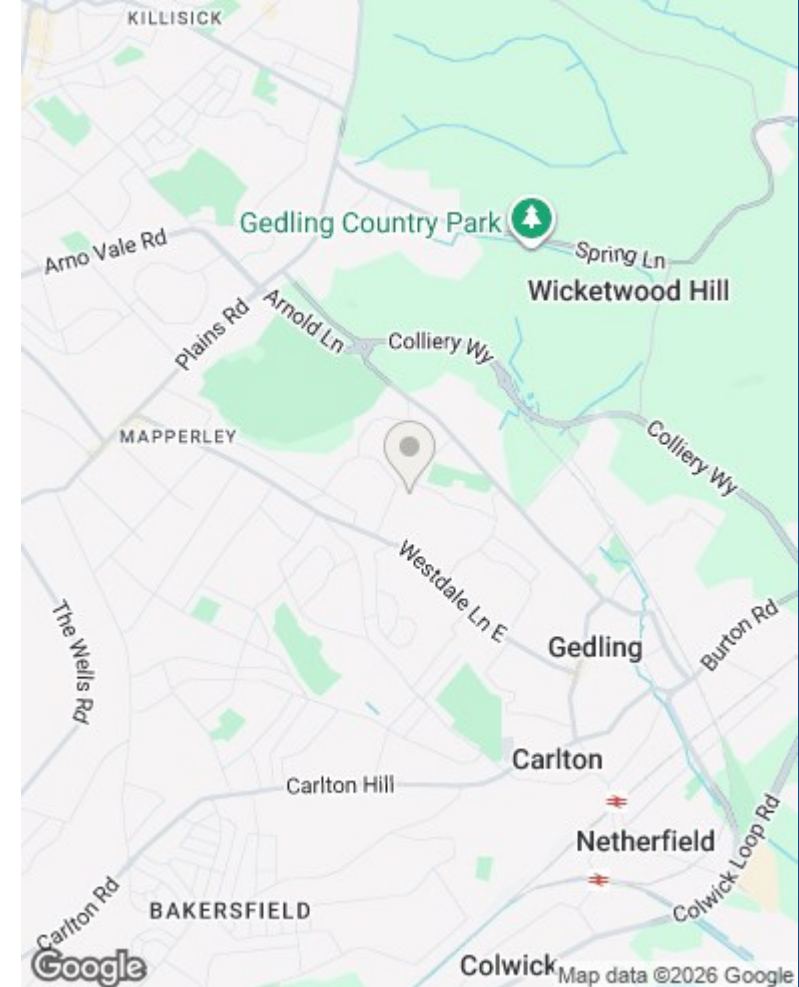 KILLISICK
Gedling Country Park
Arno Vale Rd
Spring Ln
Wicketwood Hill
Plains Rd
Arnold Ln
Colliery Wy
MAPPERLEY
Colliery Wy
Westdale Ln E
The Wells Rd
Gedling
Burton Rd
Carlton
Carlton Hill
Netherfield
Colwick Loop Rd
Carlton Rd
BAKERSFIELD
Colwick
Google
Map data ©2026 Google